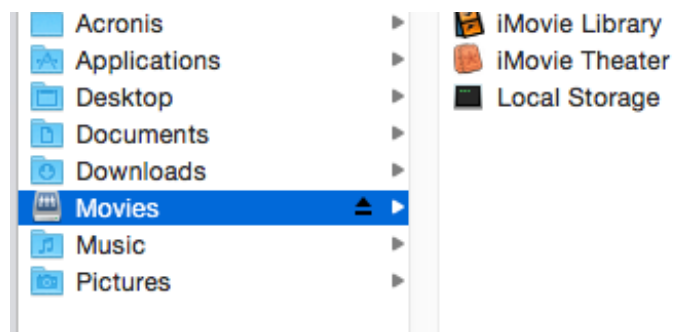 Acronis
Applications
Desktop
Documents
Downloads
Movies
Music
Pictures
iMovie Library
iMovie Theater
Local Storage